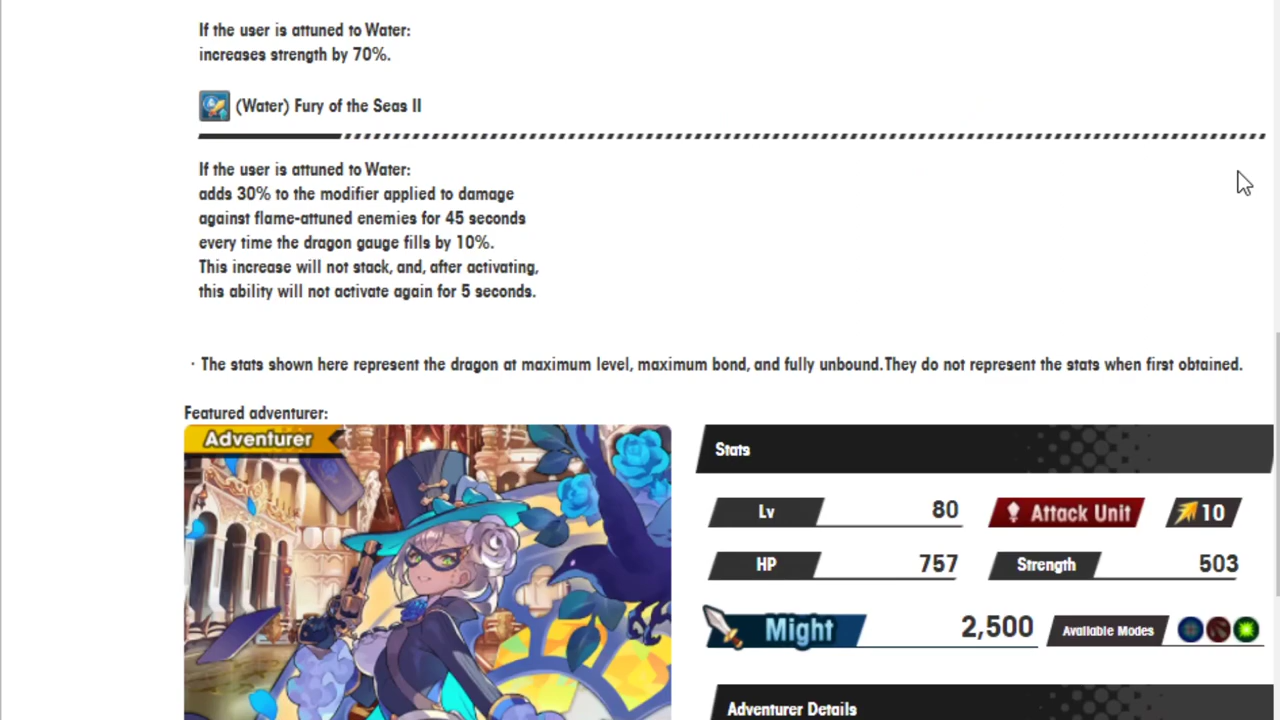 If the user is attuned to Water:
increases strength by 70%.
(Water) Fury of the Seas II
If the user is attuned to Water:
adds 30% to the modifier applied to damage
against flame-attuned enemies for 45 seconds
every time the dragon gauge fills by 10%.
This increase will not stack, and, after activating,
this ability will not activate again for 5 seconds.
· The stats shown here represent the dragon at maximum level, maximum bond, and fully unbound.They do not represent the stats when first obtained.
Featured adventurer:
Adventurer
Stats
Lv 80 Attack Unit 10
HP 757 Strength 503
Might 2,500 Available Modes
Adventurer Details